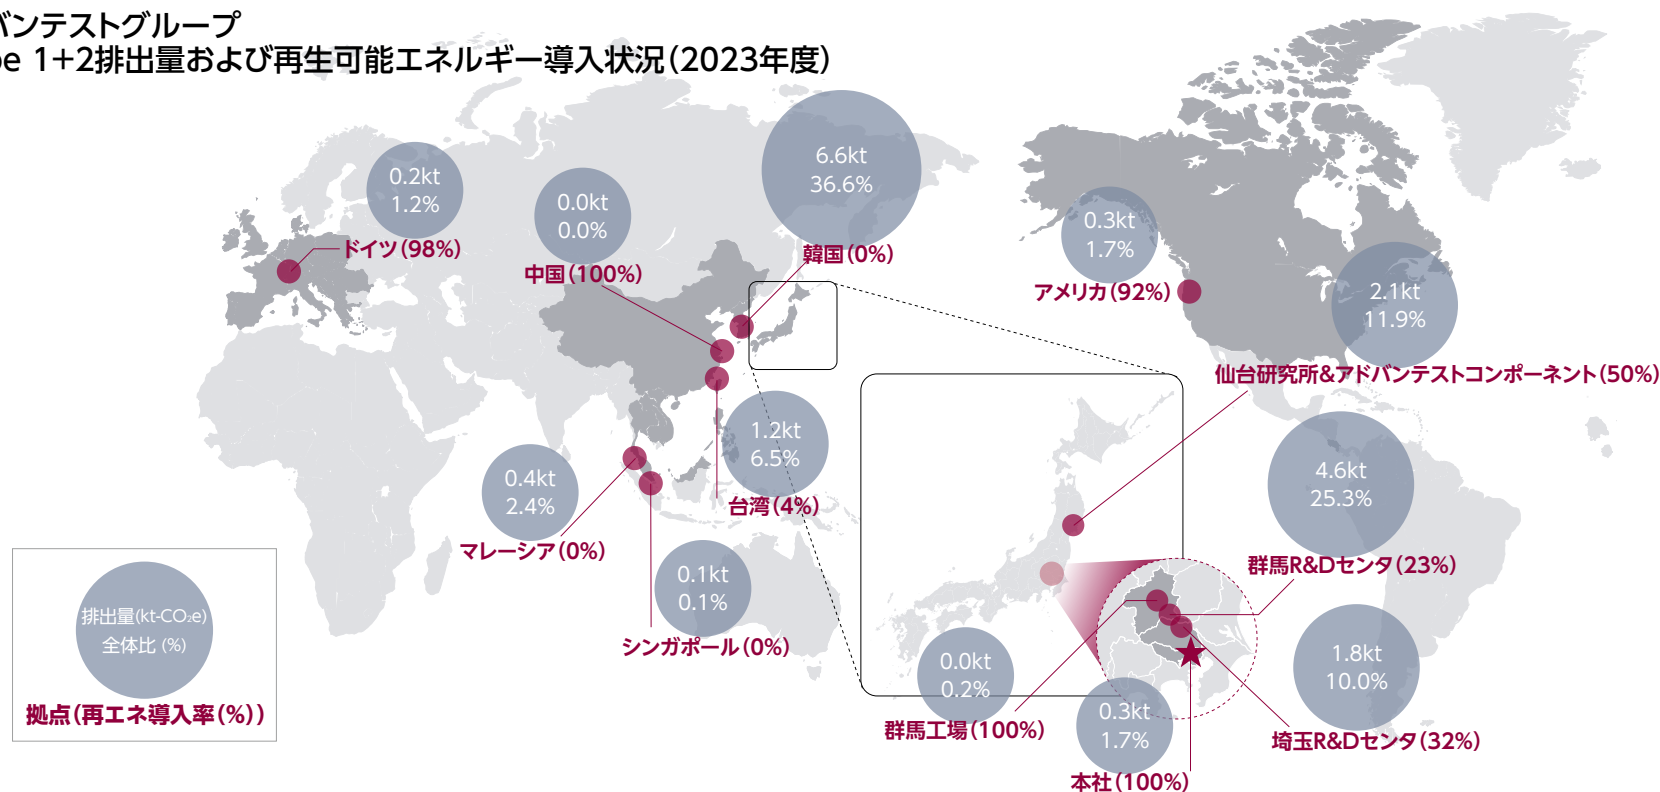 バンテストグループ
pe 1+2排出量および再生可能エネルギー導入状況(2023年度)
0.2kt
1.2%
ドイツ(98%)
0.0kt
0.0%
中国(100%)
6.6kt
36.6%
韓国(0%)
0.3kt
1.7%
アメリカ(92%)
2.1kt
11.9%
仙台研究所&アドバンテストコンポーネント(50%)
1.2kt
6.5%
台湾(4%)
0.4kt
2.4%
マレーシア(0%)
0.1kt
0.1%
シンガポール(0%)
4.6kt
25.3%
群馬R&Dセンタ(23%)
1.8kt
10.0%
埼玉R&Dセンタ(32%)
0.0kt
0.2%
群馬工場(100%)
0.3kt
1.7%
本社(100%)
排出量(kt-CO₂e)
全体比(%)
拠点(再エネ導入率(%))